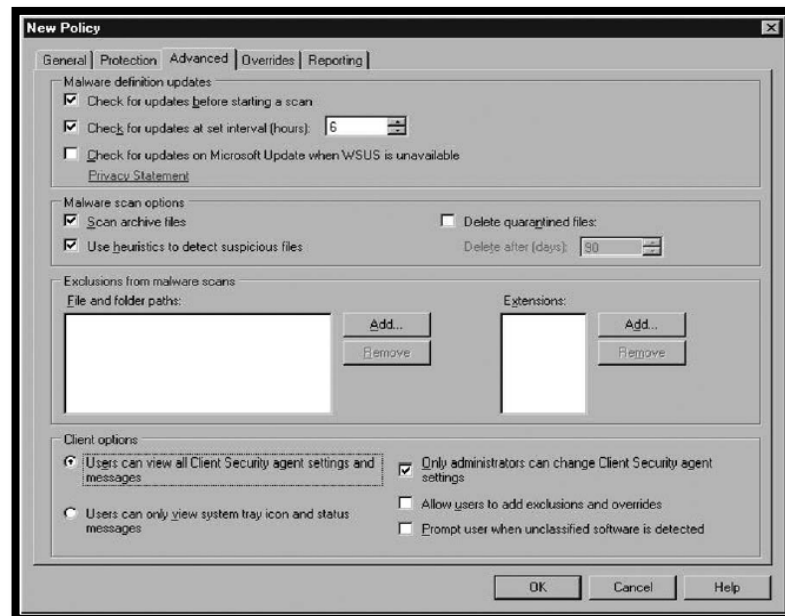 New Policy
General
Protection
Advanced
Overrides
Reporting
Malware definition updates
Check for updates before starting a scan
Check for updates at set interval (hours): 6
Check for updates on Microsoft Update when WSUS is unavailable
Privacy Statement
Malware scan options
Scan archive files
Use heuristics to detect suspicious files
Delete quarantined files:
Delete after (days): 90
Exclusions from malware scans
File and folder paths:
Add...
Remove
Extensions:
Add...
Remove
Client options
Users can view all Client Security agent settings and
messages
Users can only view system tray icon and status
messages
Only administrators can change Client Security agent
settings
Allow users to add exclusions and overrides
Prompt user when unclassified software is detected
OK
Cancel
Help